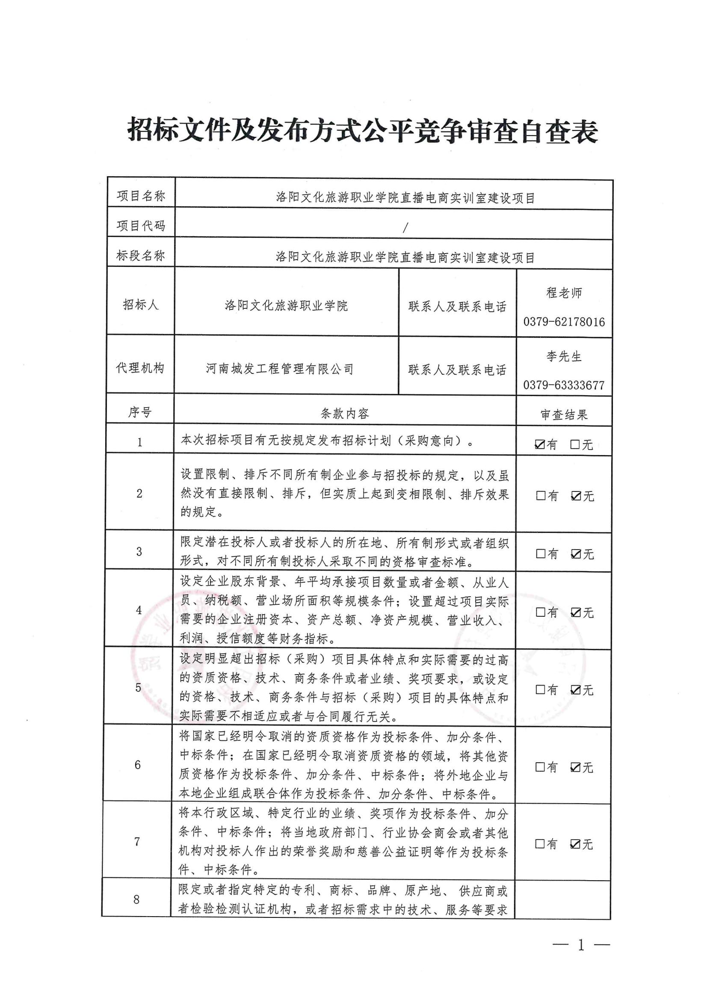 招标文件及发布方式公平竞争审查自查表
项目名称 洛阳文化旅游职业学院直播电商实训室建设项目
项目代码 /
标段名称 洛阳文化旅游职业学院直播电商实训室建设项目
招标人 洛阳文化旅游职业学院 联系人及联系电话 程老师
0379-62178016
代理机构 河南城发工程管理有限公司 联系人及联系电话 李先生
0379-63333677
序号 条款内容 审查结果
1 本次招标项目有无按规定发布招标计划（采购意向）。 ☑有 □无
2 设置限制、排斥不同所有制企业参与招投标的规定，以及虽
然没有直接限制、排斥，但实质上起到变相限制、排斥效果
的规定。
□有 ☑无
3 限定潜在投标人或者投标人的所在地、所有制形式或者组织
形式，对不同所有制投标人采取不同的资格审查标准。
□有 ☑无
4 设定企业股东背景、年平均承接项目数量或者金额、从业人
员、纳税额、营业场所面积等规模条件；设置超过项目实际
需要的企业注册资本、资产总额、净资产规模、营业收入、
利润、授信额度等财务指标。
□有 ☑无
5 设定明显超出招标（采购）项目具体特点和实际需要的过高
的资质资格、技术、商务条件或者业绩、奖项要求，或设定
的资格、技术、商务条件与招标（采购）项目的具体特点和
实际需要不相适应或者与合同履行无关。
□有 ☑无
6 将国家已经明令取消的资质资格作为投标条件、加分条件、
中标条件；在国家已经明令取消资质资格的领域，将其他资
质资格作为投标条件、加分条件、中标条件；将外地企业与
本地企业组成联合体作为投标条件、加分条件、中标条件。
□有 ☑无
7 将本行政区域、特定行业的业绩、奖项作为投标条件、加分
条件、中标条件；将当地政府部门、行业协会商会或者其他
机构对投标人作出的荣誉奖励和慈善公益证明等作为投标条
件、中标条件。
□有 ☑无
8 限定或者指定特定的专利、商标、品牌、原产地、 供应商或
者检验检测认证机构，或者招标需求中的技术、服务等要求
— 1 —